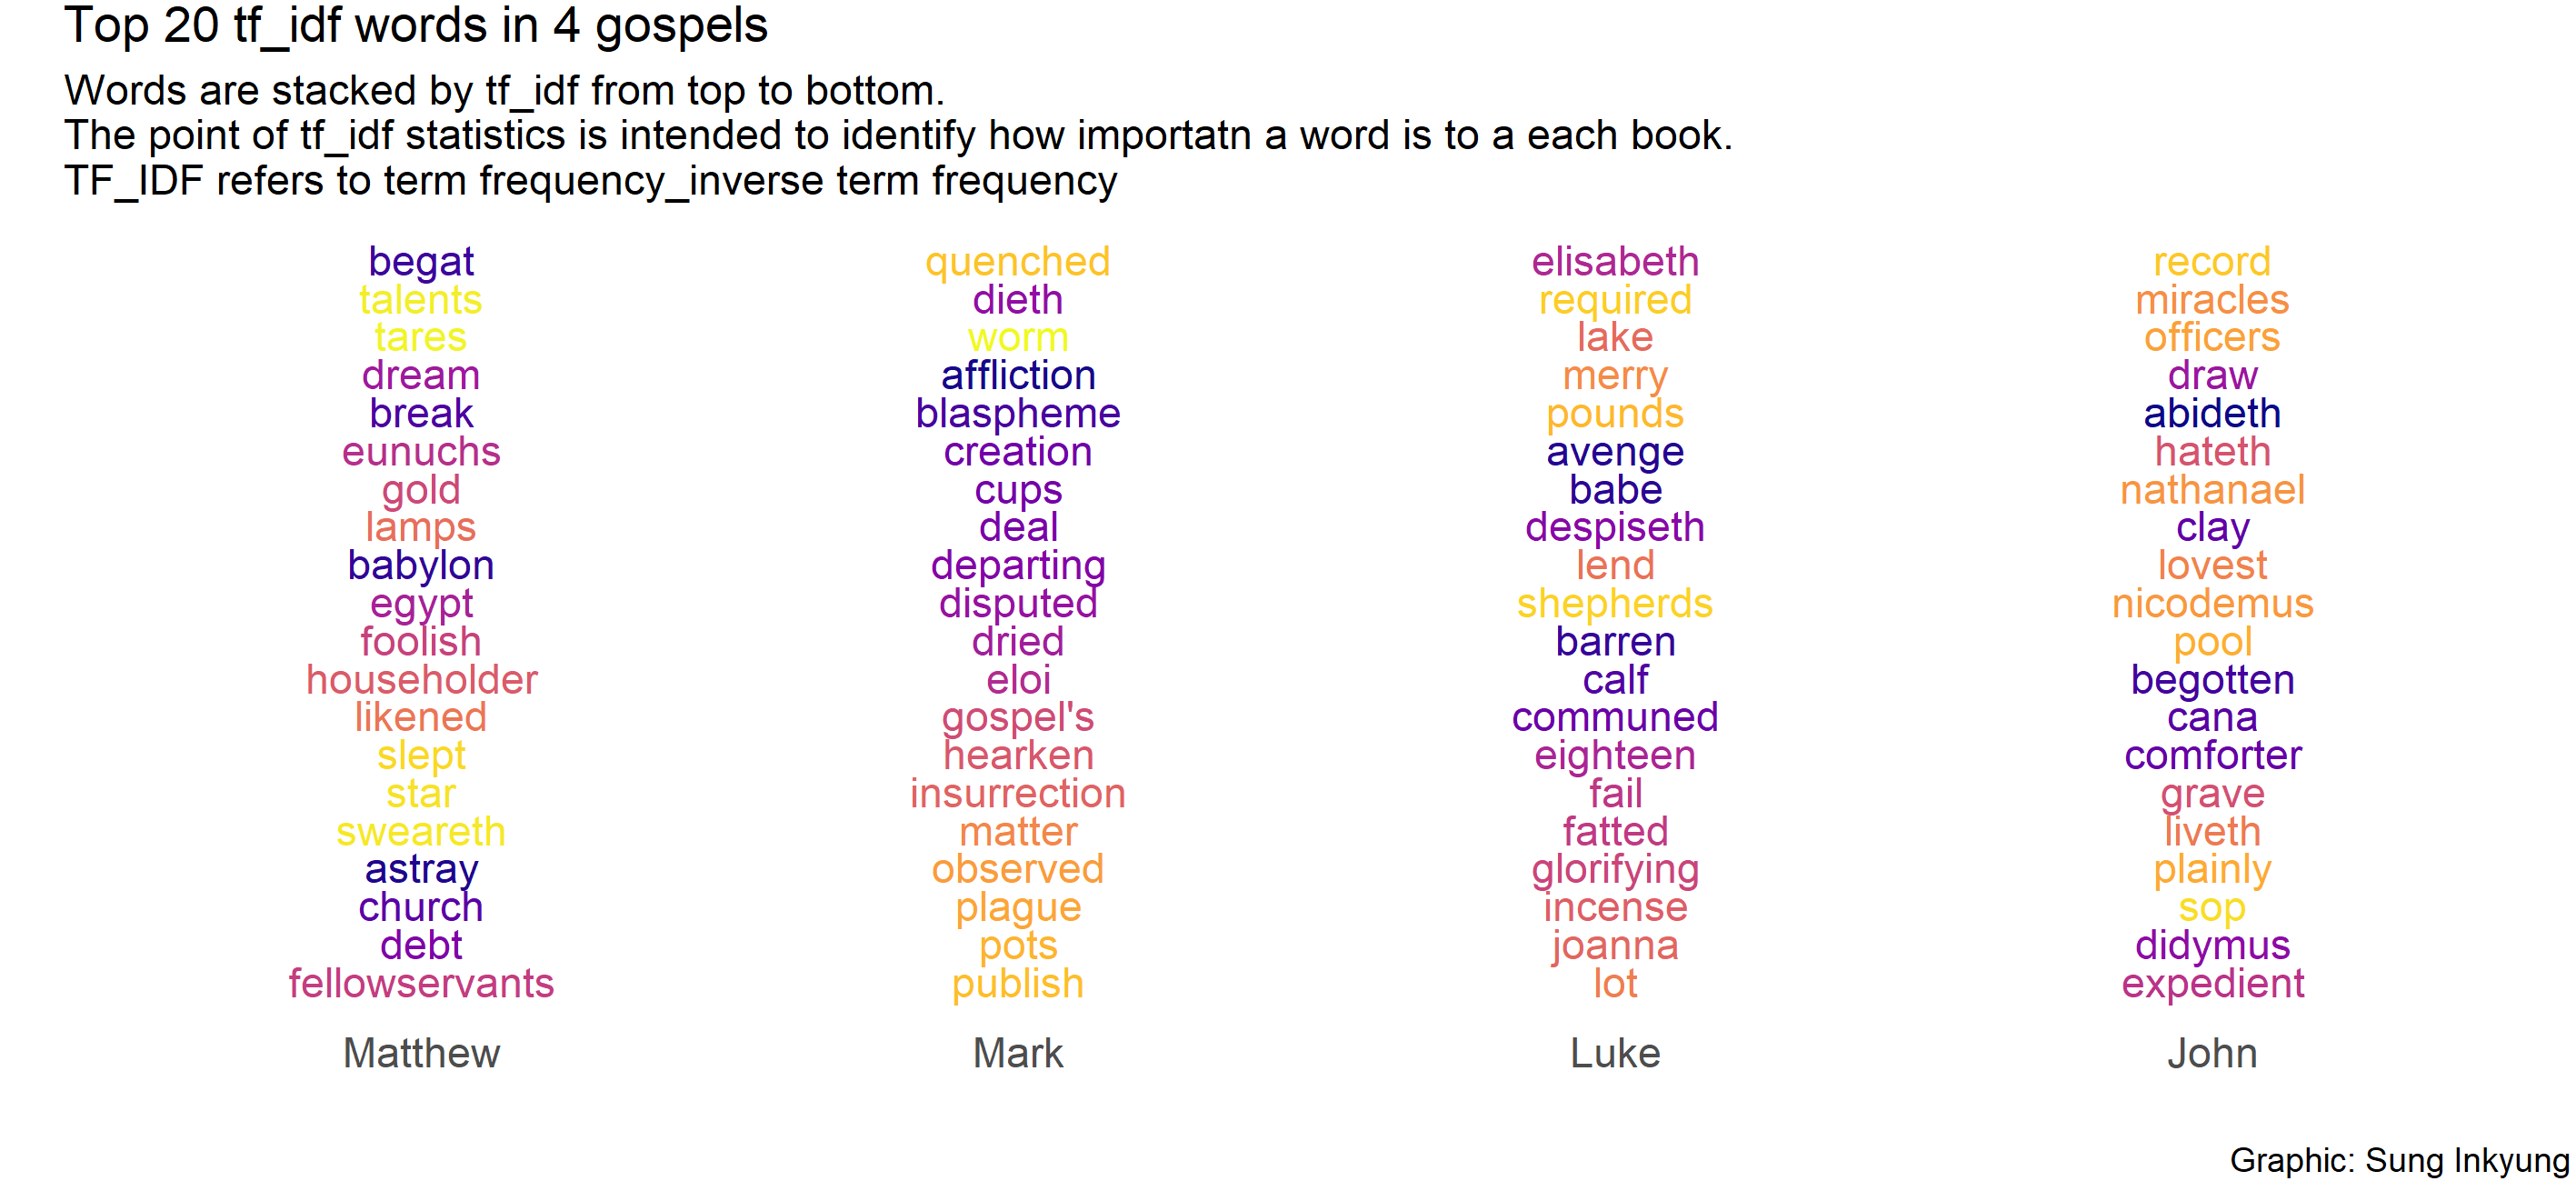 Top 20 tf_idf words in 4 gospels
Words are stacked by tf_idf from top to bottom.
The point of tf_idf statistics is intended to identify how importatn a word is to a each book.
TF_IDF refers to term frequency_inverse term frequency
begat quenched elisabeth record
talents dieth required miracles
tares worm lake officers
dream affliction merry draw
break blaspheme pounds abideth
eunuchs creation avenge hateth
gold cups babe nathanael
lamps deal despiseth clay
babylon departing lend lovest
egypt disputed shepherds nicodemus
foolish dried barren pool
householder eloi calf begotten
likened gospel's communed cana
slept hearken eighteen comforter
star insurrection fail grave
sweareth matter fatted liveth
astray observed glorifying plainly
church plague incense sop
debt pots joanna didymus
fellowservants publish lot expedient
Matthew Mark Luke John
Graphic: Sung Inkyung